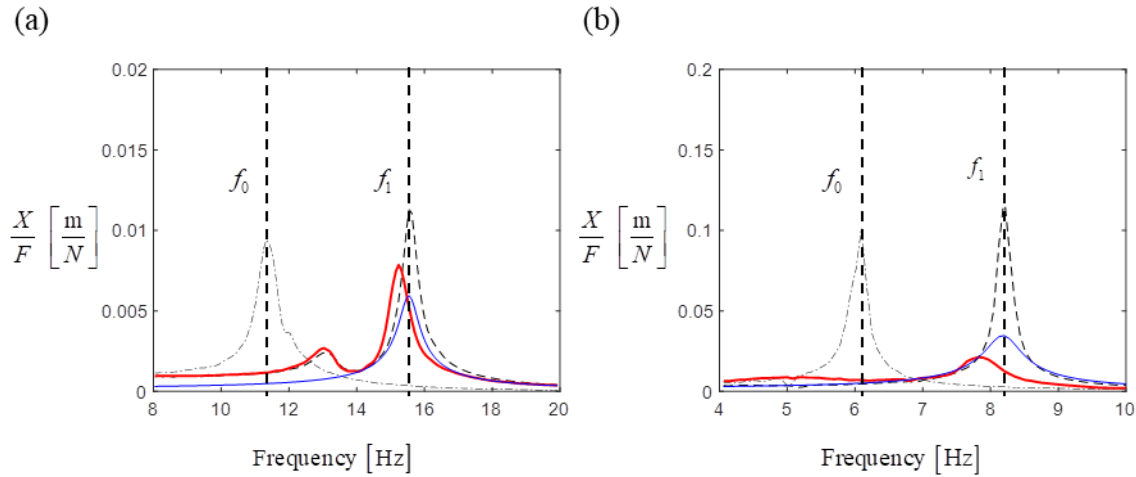 (a)
0.02
0.015
0.01
0.005
0
f0
f1
X/F [m/N]
8 10 12 14 16 18 20
Frequency [Hz]
(b)
0.2
0.15
0.1
0.05
0
f0
f1
X/F [m/N]
4 5 6 7 8 9 10
Frequency [Hz]